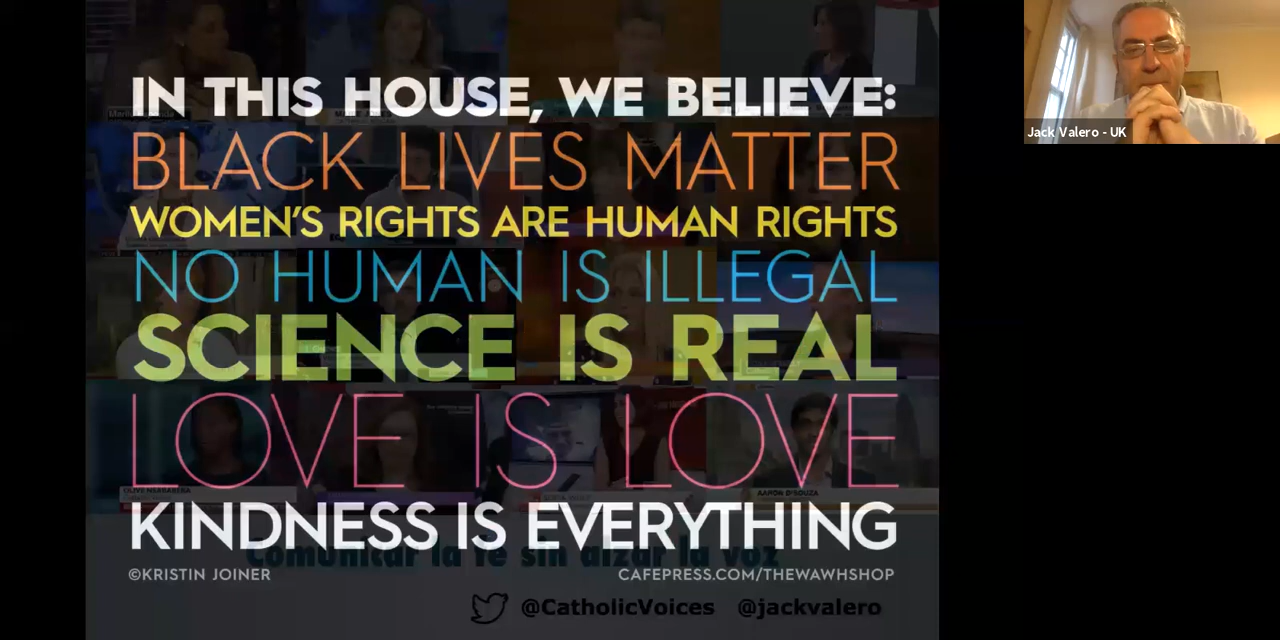 IN THIS HOUSE, WE BELIEVE:
BLACK LIVES MATTER
WOMEN'S RIGHTS ARE HUMAN RIGHTS
NO HUMAN IS ILLEGAL
SCIENCE IS REAL
LOVE IS LOVE
KINDNESS IS EVERYTHING
Comunicar la fe sin alzar la voz
©KRISTIN JOINER
CAFEPRESS.COM/THEWAWHSHOP
@CatholicVoices @jackvalero
AARON D'SOUZA
Jack Valero - UK